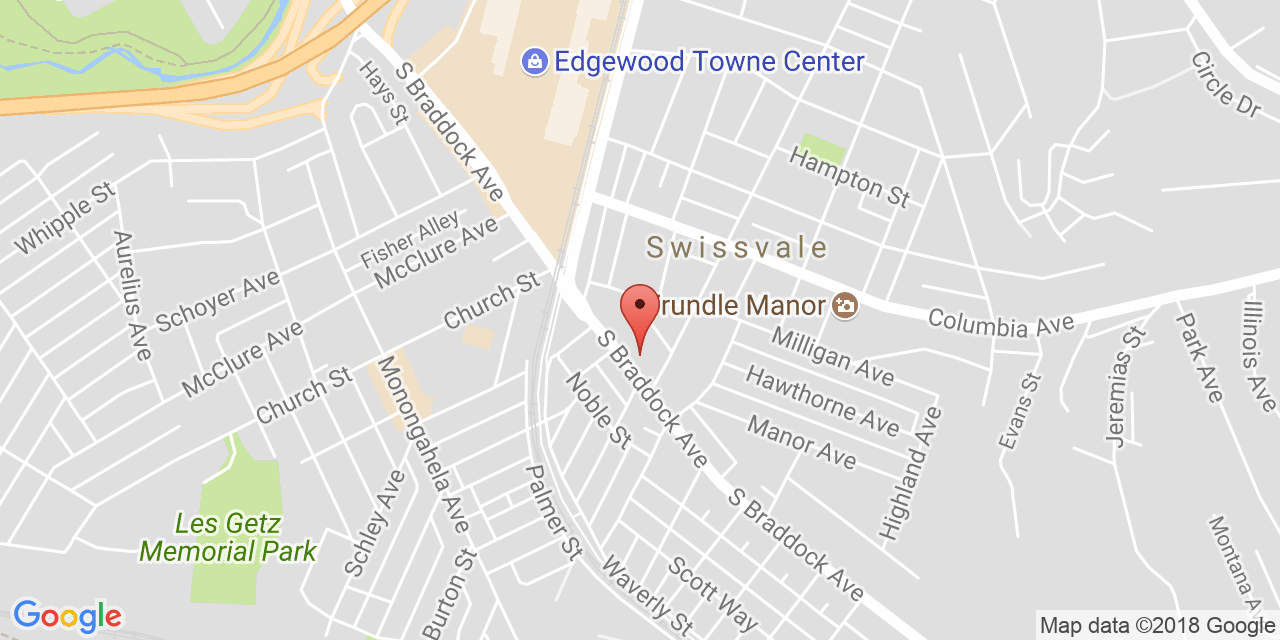 Edgewood Towne Center
Circle Dr
Hays St
S Braddock Ave
Hampton St
Whipple St
Aurelius Ave
Fisher Alley
McClure Ave
Swissvale
Schoyer Ave
Church St
rundle Manor
Columbia Ave
Illinois Ave
Park Ave
McClure Ave
Milligan Ave
Jeremias St
Church St
Monongahela Ave
Noble St
S Braddock Ave
Hawthorne Ave
Evans St
Manor Ave
Highland Ave
Schley Ave
Palmer St
S Braddock Ave
Les Getz
Memorial Park
Montana A
Burton St
Waverly St
Scott Way
Google
Map data ©2018 Google